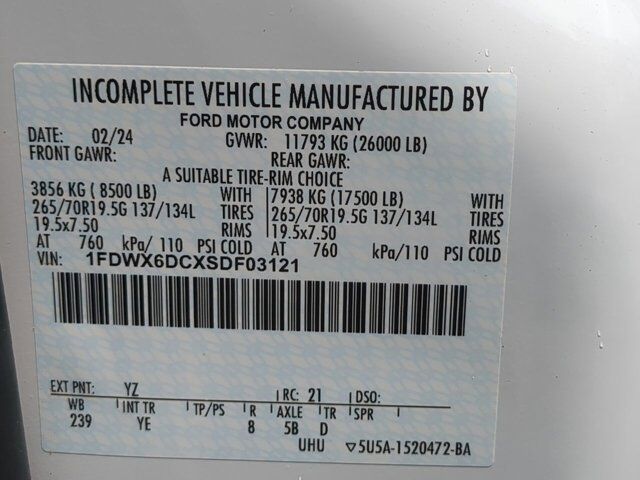 INCOMPLETE VEHICLE MANUFACTURED BY
FORD MOTOR COMPANY
DATE: 02/24 GVWR: 11793 KG (26000 LB)
FRONT GAWR: REAR GAWR:
A SUITABLE TIRE-RIM CHOICE
3856 KG ( 8500 LB) WITH 7938 KG (17500 LB) WITH
265/70R19.5G 137/134L TIRES 265/70R19.5G 137/134L TIRES
19.5x7.50 RIMS 19.5x7.50 RIMS
AT 760 kPa/ 110 PSI COLD AT 760 kPa/ 110 PSI COLD
VIN: 1FDWX6DCXSDF03121
EXT PNT: YZ RC: 21 DSO:
WB INT TR TP/PS R AXLE TR SPR
239 YE 8 5B D
UHU ▽5U5A-1520472-BA